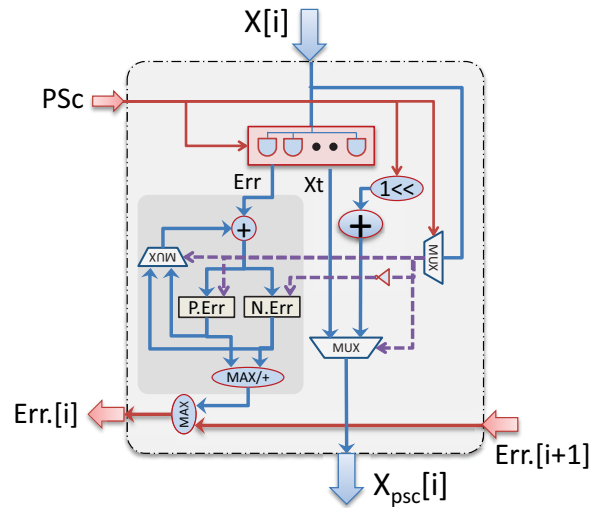 X[i]
PSc
Err
Xt
1<<
+
+
MUX
MUX
P.Err
N.Err
MUX
MAX/+
Err.[i]
MAX
Err.[i+1]
Xpsc[i]